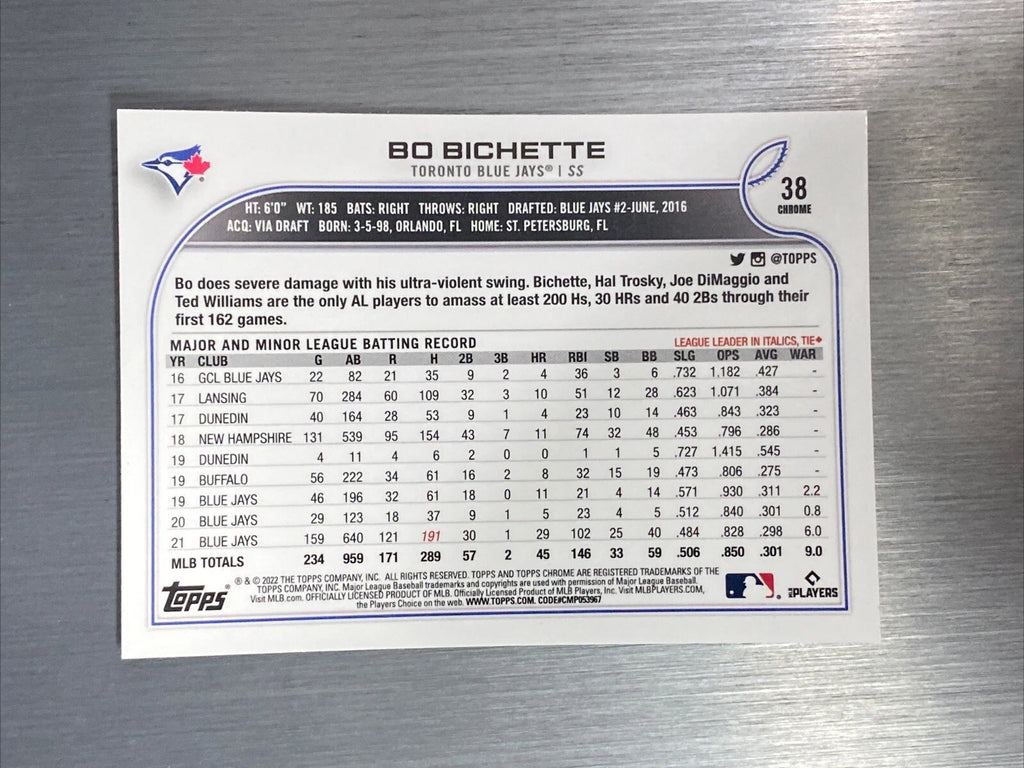 BO BICHETTE
TORONTO BLUE JAYS® | SS
38
CHROME
HT: 6'0" WT: 185 BATS: RIGHT THROWS: RIGHT DRAFTED: BLUE JAYS #2-JUNE, 2016
ACQ: VIA DRAFT BORN: 3-5-98, ORLANDO, FL HOME: ST. PETERSBURG, FL
@TOPPS
Bo does severe damage with his ultra-violent swing. Bichette, Hal Trosky, Joe DiMaggio and
Ted Williams are the only AL players to amass at least 200 Hs, 30 HRs and 40 2Bs through their
first 162 games.
MAJOR AND MINOR LEAGUE BATTING RECORD LEAGUE LEADER IN ITALICS, TIE♦
YR CLUB G AB R H 2B 3B HR RBI SB BB SLG OPS AVG WAR
16 GCL BLUE JAYS 22 82 21 35 9 2 4 36 3 6 .732 1.182 .427 -
17 LANSING 70 284 60 109 32 3 10 51 12 28 .623 1.071 .384 -
17 DUNEDIN 40 164 28 53 9 1 4 23 10 14 .463 .843 .323 -
18 NEW HAMPSHIRE 131 539 95 154 43 7 11 74 32 48 .453 .796 .286 -
19 DUNEDIN 4 11 4 6 2 0 0 1 1 5 .727 1.415 .545 -
19 BUFFALO 56 222 34 61 16 2 8 32 15 19 .473 .806 .275 -
19 BLUE JAYS 46 196 32 61 18 0 11 21 4 14 .571 .930 .311 2.2
20 BLUE JAYS 29 123 18 37 9 1 5 23 4 5 .512 .840 .301 0.8
21 BLUE JAYS 159 640 121 191 30 1 29 102 25 40 .484 .828 .298 6.0
MLB TOTALS 234 959 171 289 57 2 45 146 33 59 .506 .850 .301 9.0
Topps
® & © 2022 THE TOPPS COMPANY, INC. ALL RIGHTS RESERVED. TOPPS AND TOPPS CHROME ARE REGISTERED TRADEMARKS OF THE
TOPPS COMPANY, INC. Major League Baseball trademarks and copyrights are used with permission of Major League Baseball.
Visit MLB.com. OFFICIALLY LICENSED PRODUCT OF MLB. Officially Licensed Product of MLB Players, Inc. Visit MLBPLAYERS.COM,
the Players Choice on the web. WWW.TOPPS.COM. CODE#CMP053967
MLB PLAYERS